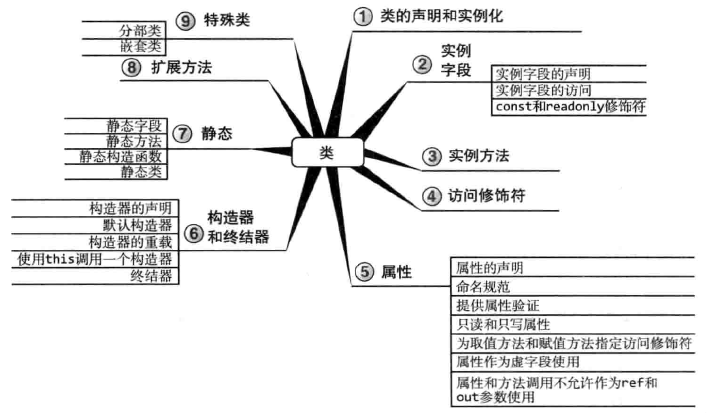 类
① 类的声明和实例化
② 实例
字段
实例字段的声明
实例字段的访问
const和readonly修饰符
③ 实例方法
④ 访问修饰符
⑤ 属性
属性的声明
命名规范
提供属性验证
只读和只写属性
为取值方法和赋值方法指定访问修饰符
属性作为虚字段使用
属性和方法调用不允许作为ref和
out参数使用
⑥ 构造器
和终结器
构造器的声明
默认构造器
构造器的重载
使用this调用一个构造器
终结器
⑦ 静态
静态字段
静态方法
静态构造函数
静态类
⑧ 扩展方法
⑨ 特殊类
分部类
嵌套类